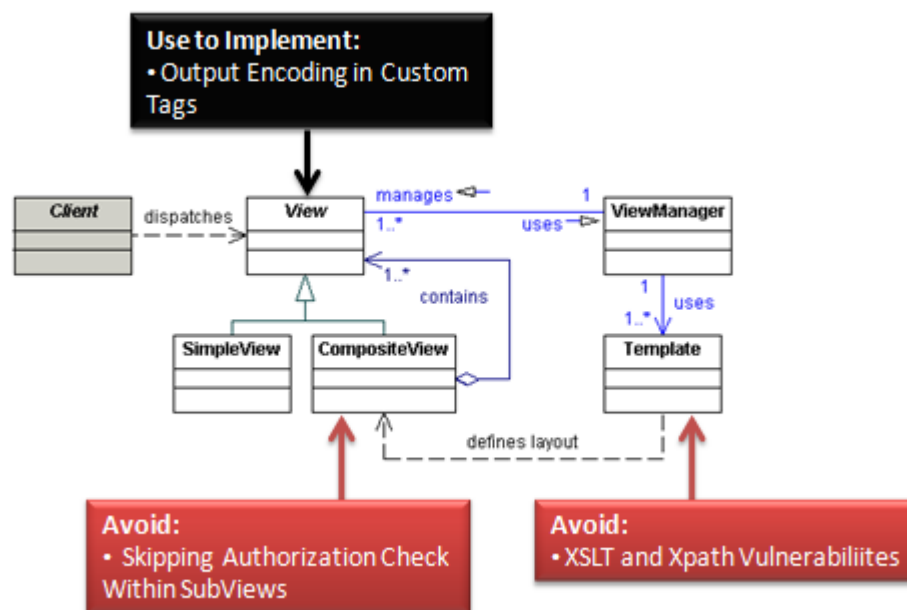 Use to Implement:
• Output Encoding in Custom
Tags
manages
1
Client
dispatches
View
ViewManager
1..*
uses
1..*
contains
1
uses
1..*
SimpleView
CompositeView
Template
defines layout
Avoid:
• Skipping Authorization Check
Within SubViews
Avoid:
• XSLT and Xpath Vulnerabiliites